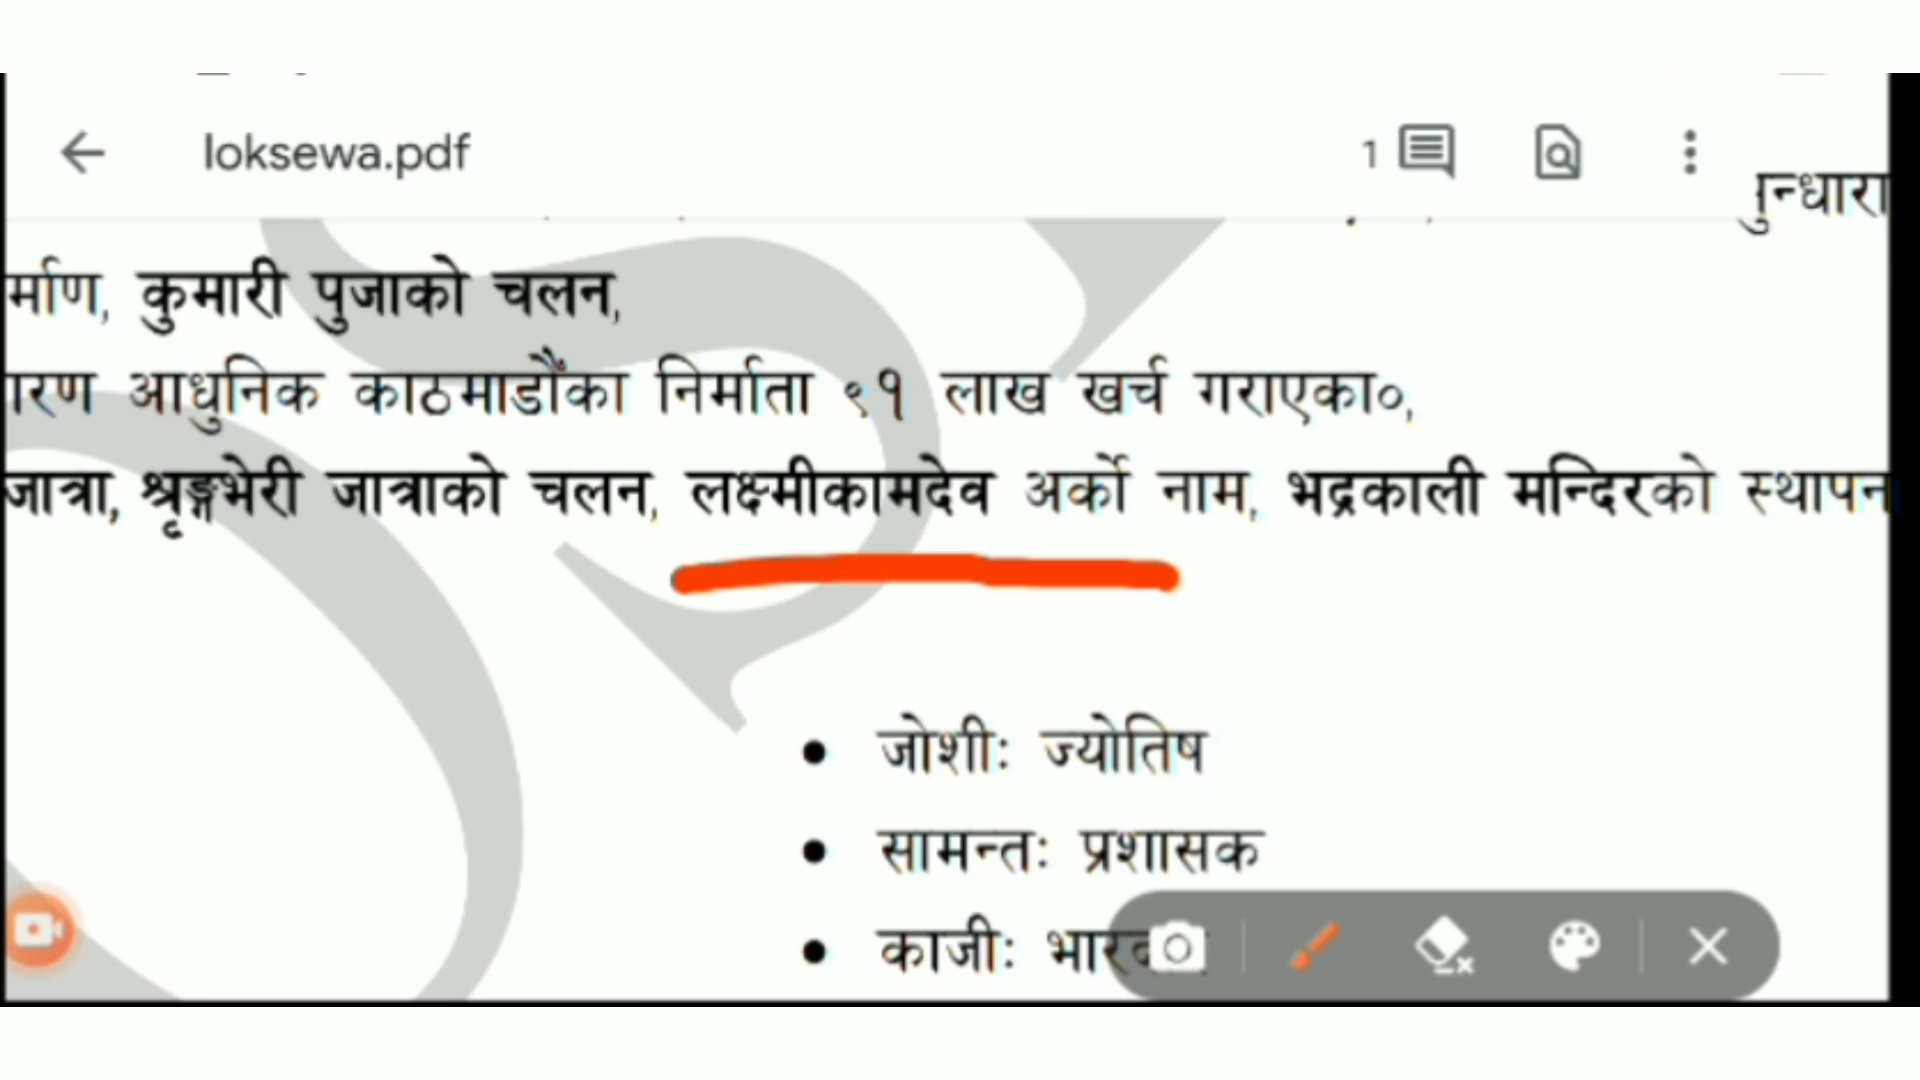 loksewa.pdf
1
न्धारा
र्माण, कुमारी पुजाको चलन,
ारण आधुनिक काठमाडौँका निर्माता ९१ लाख खर्च गराएका०,
जात्रा, श्रृङ्गभेरी जात्राको चलन, लक्ष्मीकामदेव अर्को नाम, भद्रकाली मन्दिरको स्थापन
• जोशीः ज्योतिष
• सामन्तः प्रशासक
• काजीः